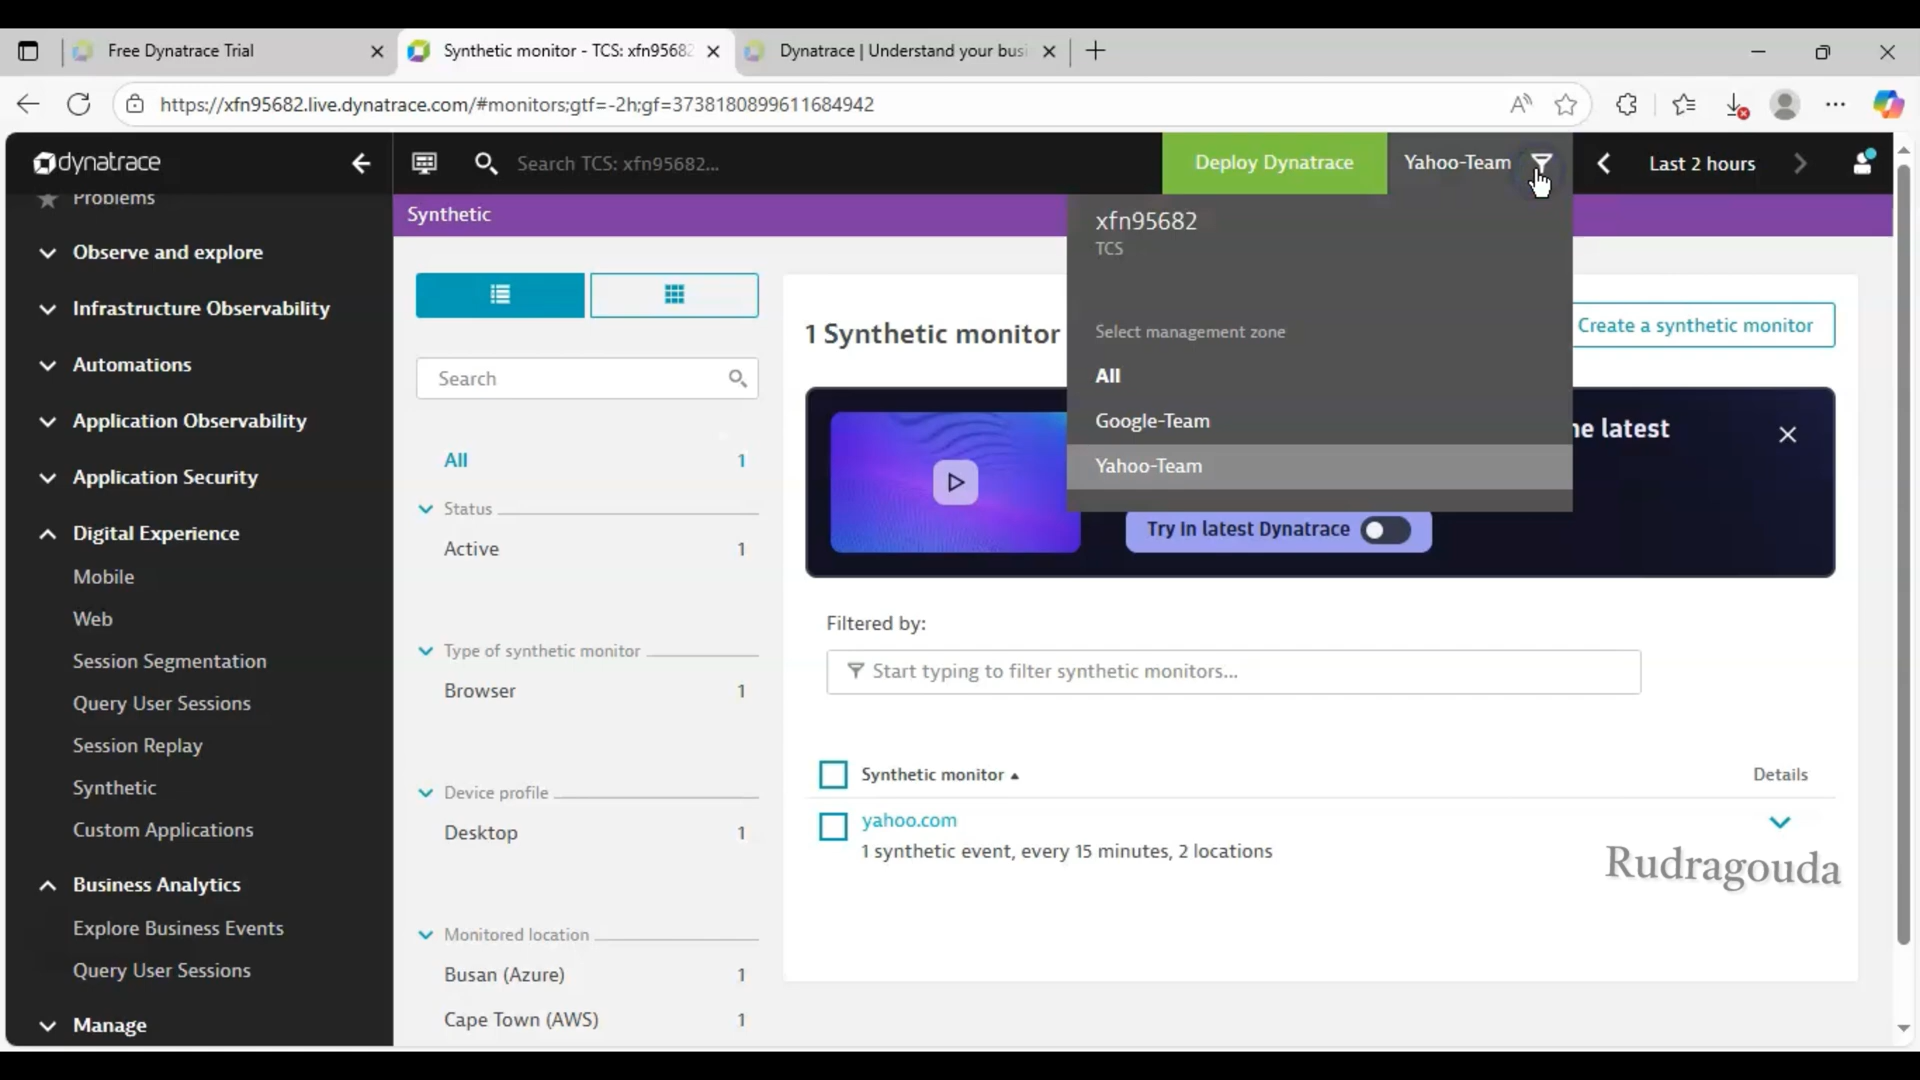 Free Dynatrace Trial
Synthetic monitor - TCS: xfn95682
Dynatrace | Understand your busi
https://xfn95682.live.dynatrace.com/#monitors;gtf=-2h;gf=3738180899611684942
dynatrace
Search TCS: xfn95682...
Deploy Dynatrace
Yahoo-Team
Last 2 hours
Problems
Observe and explore
Infrastructure Observability
Automations
Application Observability
Application Security
Digital Experience
Mobile
Web
Session Segmentation
Query User Sessions
Session Replay
Synthetic
Custom Applications
Business Analytics
Explore Business Events
Query User Sessions
Manage
Synthetic
Search
All 1
Status
Active 1
Type of synthetic monitor
Browser 1
Device profile
Desktop 1
Monitored location
Busan (Azure) 1
Cape Town (AWS) 1
xfn95682
TCS
Select management zone
All
Google-Team
Yahoo-Team
1 Synthetic monitor
Create a synthetic monitor
he latest
Try in latest Dynatrace
Filtered by:
Start typing to filter synthetic monitors...
Synthetic monitor
Details
yahoo.com
1 synthetic event, every 15 minutes, 2 locations
Rudragouda